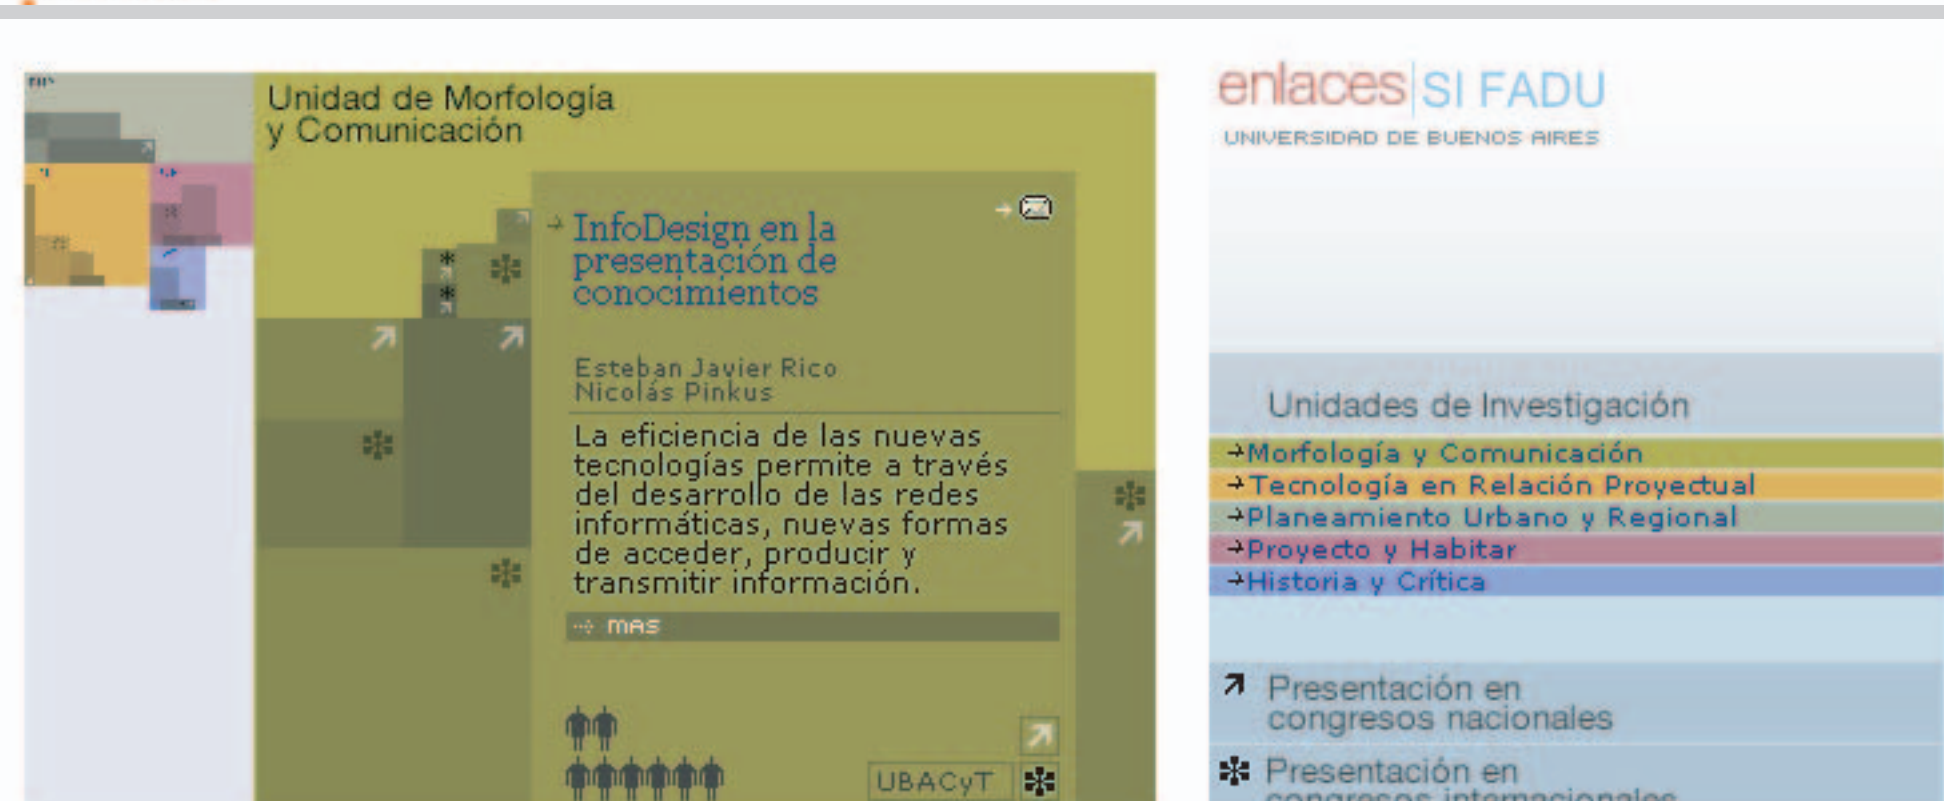 Unidad de Morfología
y Comunicación
InfoDesign en la
presentación de
conocimientos
Esteban Javier Rico
Nicolás Pinkus
La eficiencia de las nuevas
tecnologías permite a través
del desarrollo de las redes
informáticas, nuevas formas
de acceder, producir y
transmitir información.
MAS
UBACyT
enlaces SI FADU
UNIVERSIDAD DE BUENOS AIRES
Unidades de Investigación
Morfología y Comunicación
Tecnología en Relación Proyectual
Planeamiento Urbano y Regional
Proyecto y Habitar
Historia y Crítica
Presentación en
congresos nacionales
Presentación en
congresos internacionales